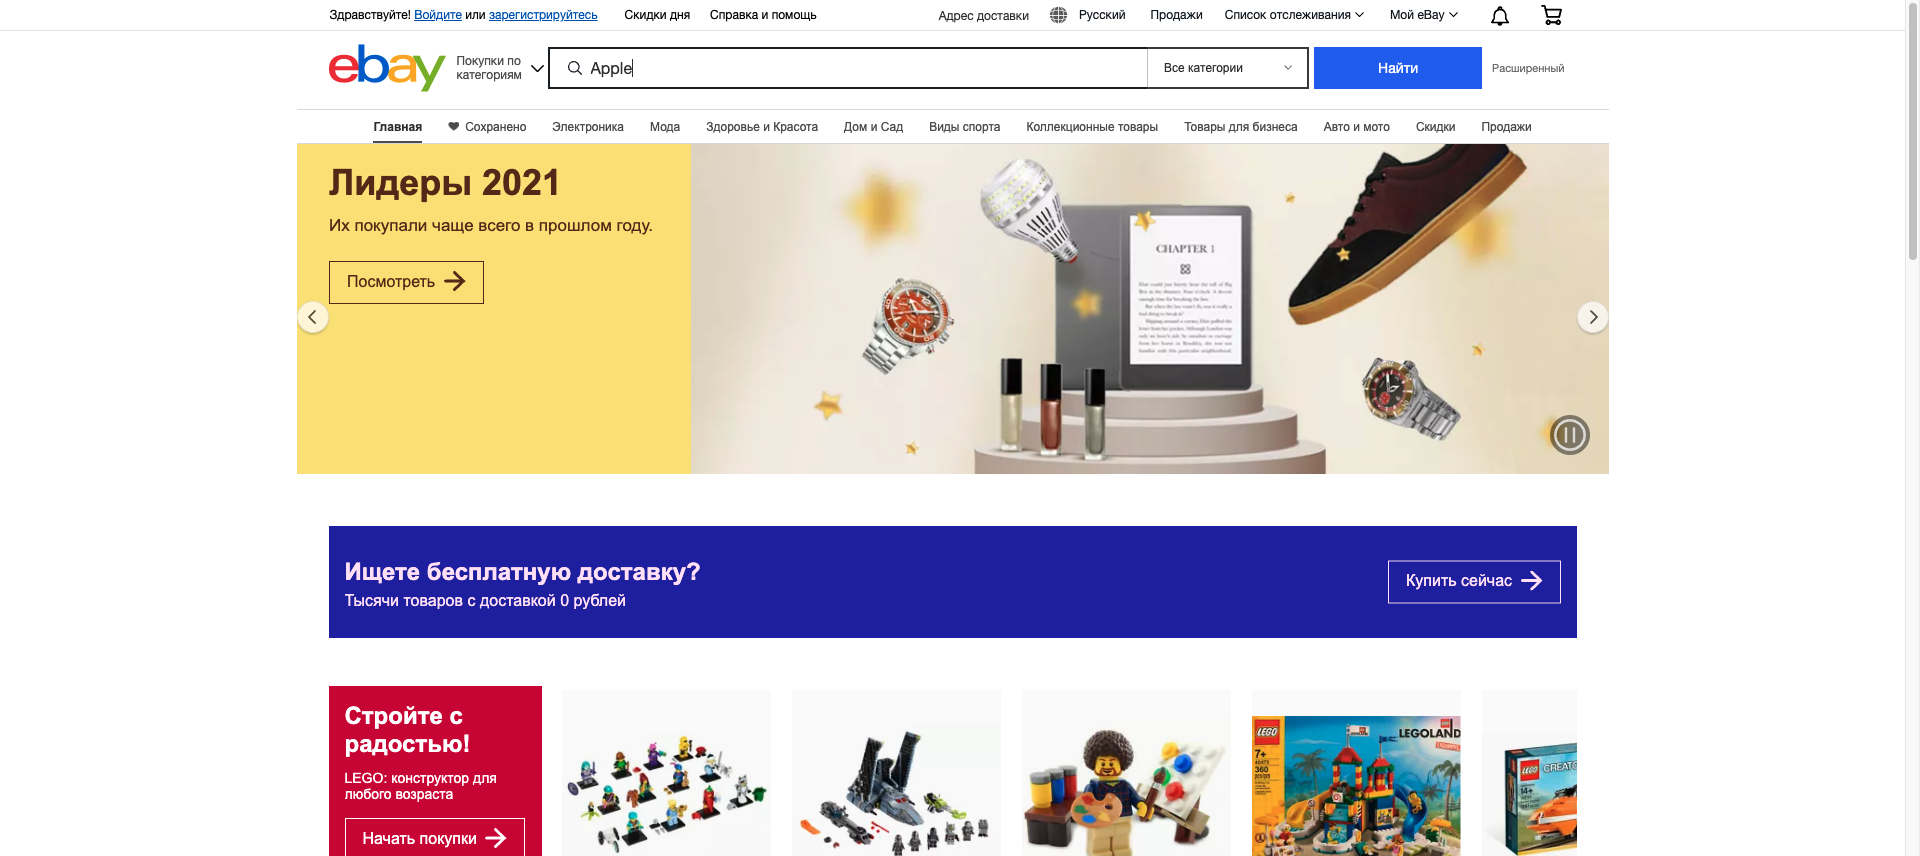 Здравствуйте! Войдите или зарегистрируйтесь
Скидки дня
Справка и помощь
Адрес доставки
Русский
Продажи
Список отслеживания
Мой eBay
ebay
Покупки по
категориям
Apple
Все категории
Найти
Расширенный
Главная
Сохранено
Электроника
Мода
Здоровье и Красота
Дом и Сад
Виды спорта
Коллекционные товары
Товары для бизнеса
Авто и мото
Скидки
Продажи
Лидеры 2021
Их покупали чаще всего в прошлом году.
Посмотреть
CHAPTER 1
Ищете бесплатную доставку?
Тысячи товаров с доставкой 0 рублей
Купить сейчас
Стройте с
радостью!
LEGO: конструктор для
любого возраста
Начать покупки
LEGO
7+
40473
360
LEGOLAND
LEGO
CREATO
14+